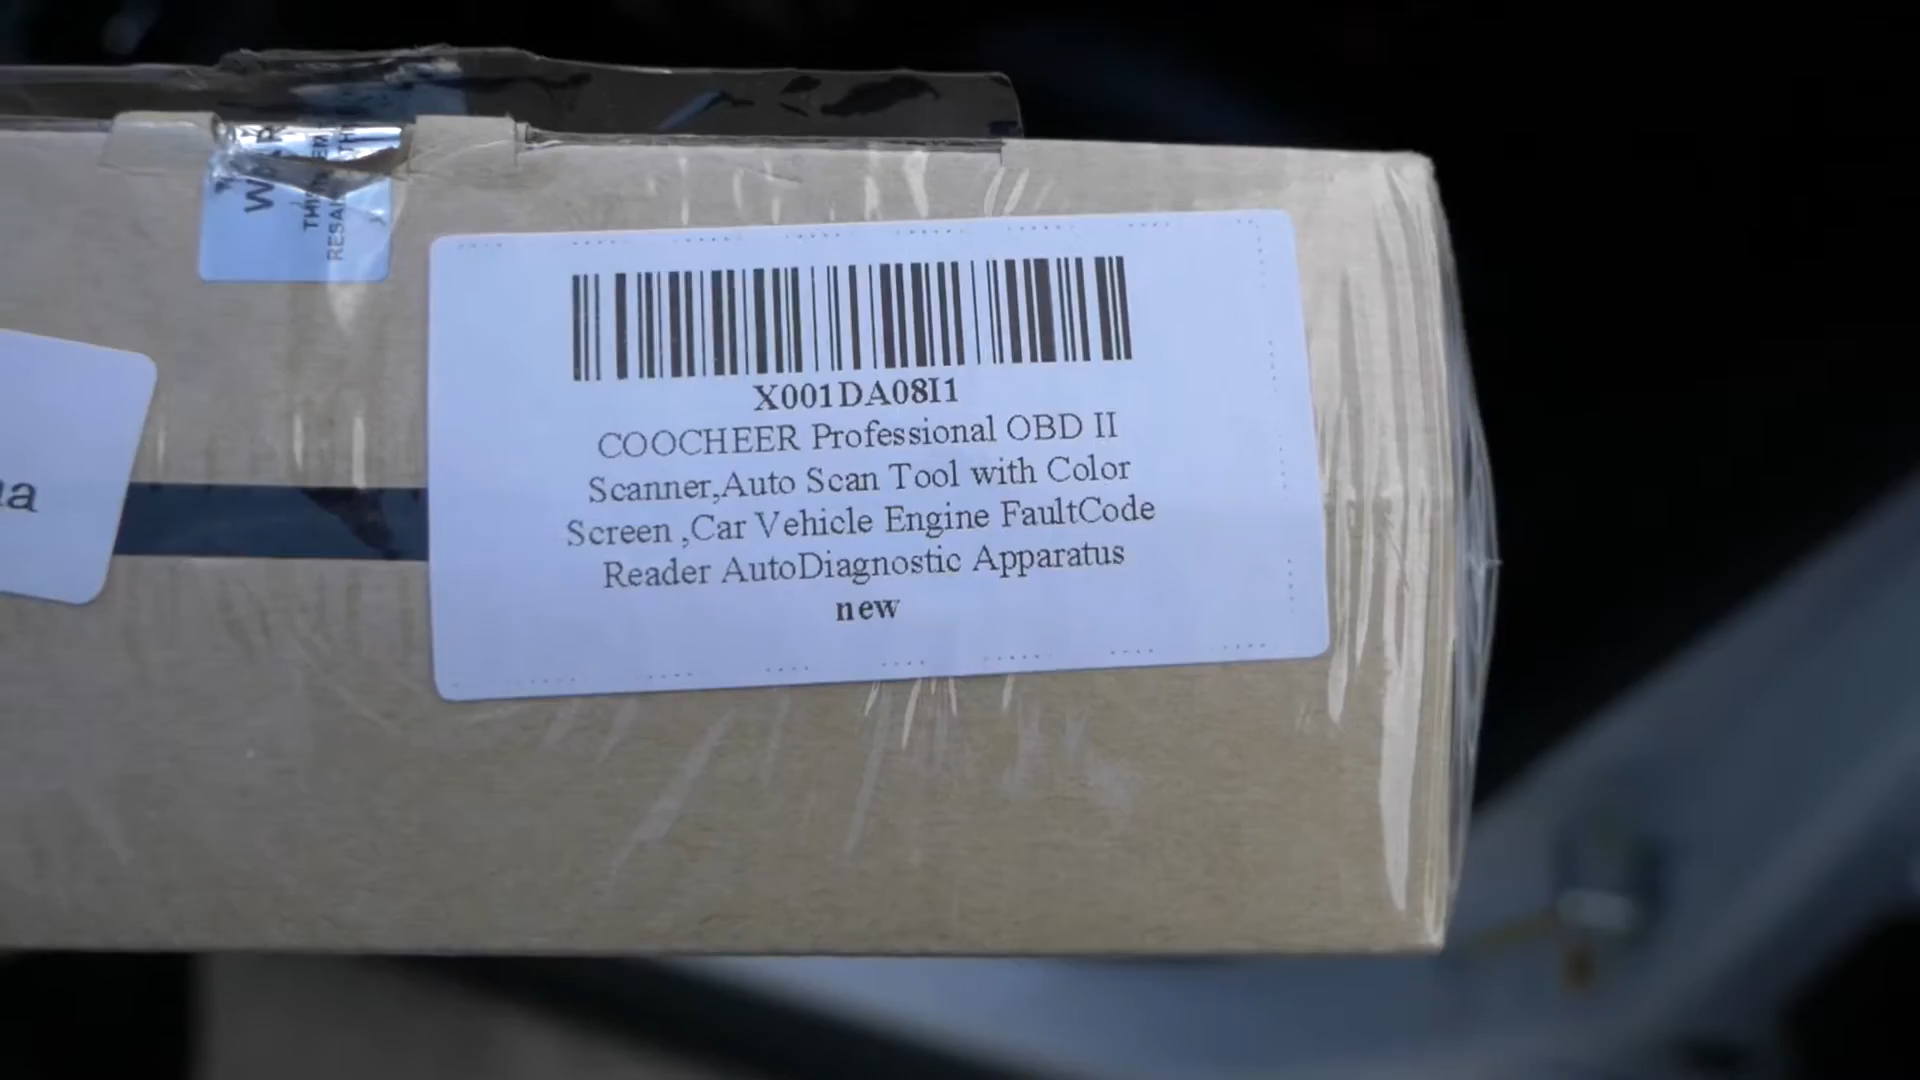 X001DA08I1
COOCHEER Professional OBD II
Scanner,Auto Scan Tool with Color
Screen ,Car Vehicle Engine FaultCode
Reader AutoDiagnostic Apparatus
new